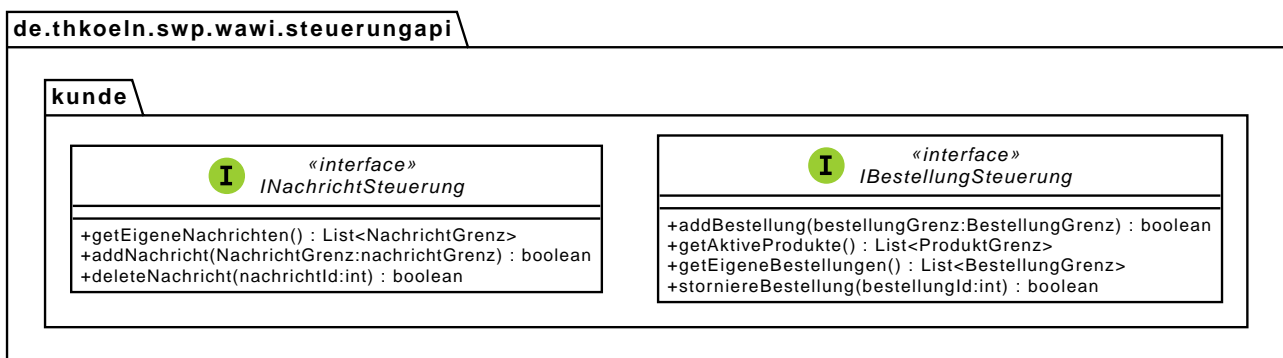 de.thkoeln.swp.wawi.steuerungapi
kunde
I
«interface»
INachrichtSteuerung
+getEigeneNachrichten() : List<NachrichtGrenz>
+addNachricht(NachrichtGrenz:nachrichtGrenz) : boolean
+deleteNachricht(nachrichtId:int) : boolean
I
«interface»
IBestellungSteuerung
+addBestellung(bestellungGrenz:BestellungGrenz) : boolean
+getAktiveProdukte() : List<ProduktGrenz>
+getEigeneBestellungen() : List<BestellungGrenz>
+storniereBestellung(bestellungId:int) : boolean